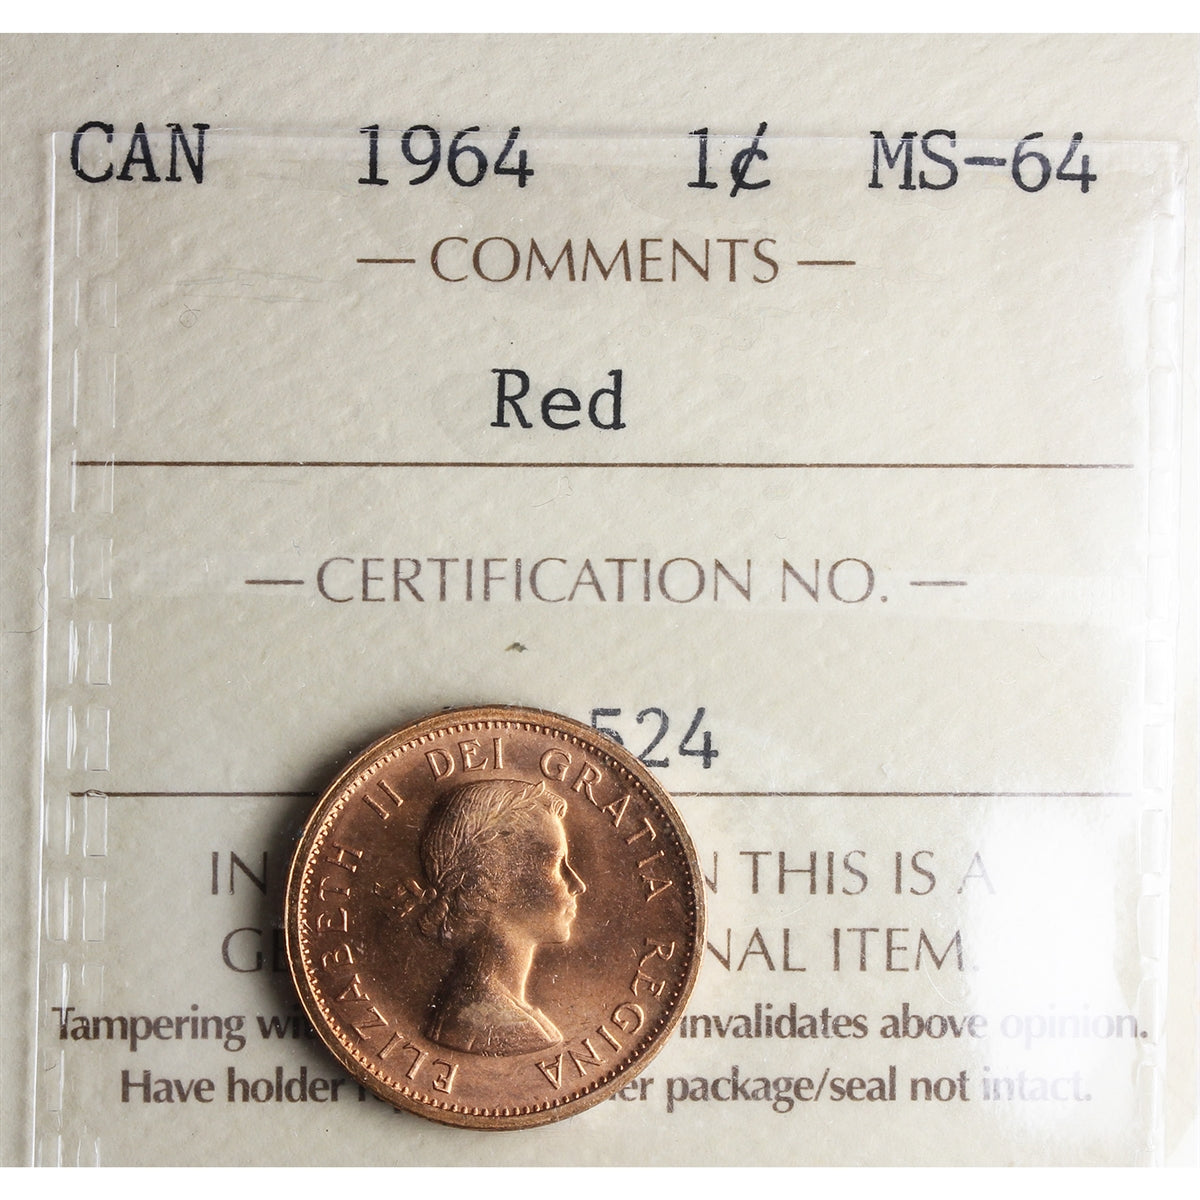 CAN 1964 1¢ MS-64
— COMMENTS —
Red
— CERTIFICATION NO. —
524
IN THIS IS A
NAL ITEM.
Tampering invalidates above opinion.
Have holder er package/seal not intact.
ELIZABETH II DEI GRATIA REGINA